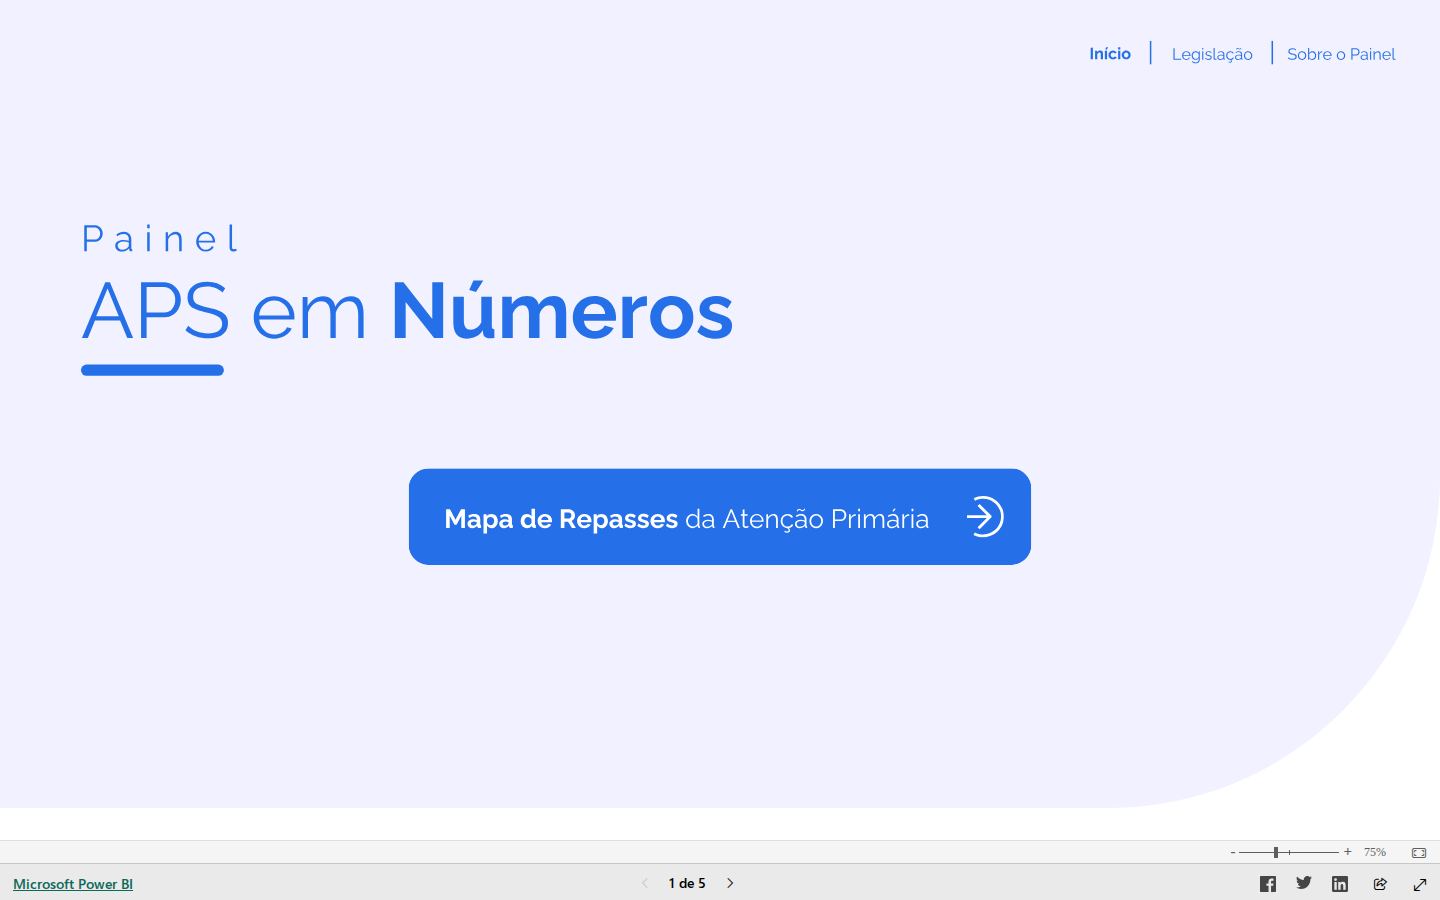 Início
Legislação
Sobre o Painel
Painel
APS em Números
Mapa de Repasses da Atenção Primária
- + 75%
Microsoft Power BI
1 de 5